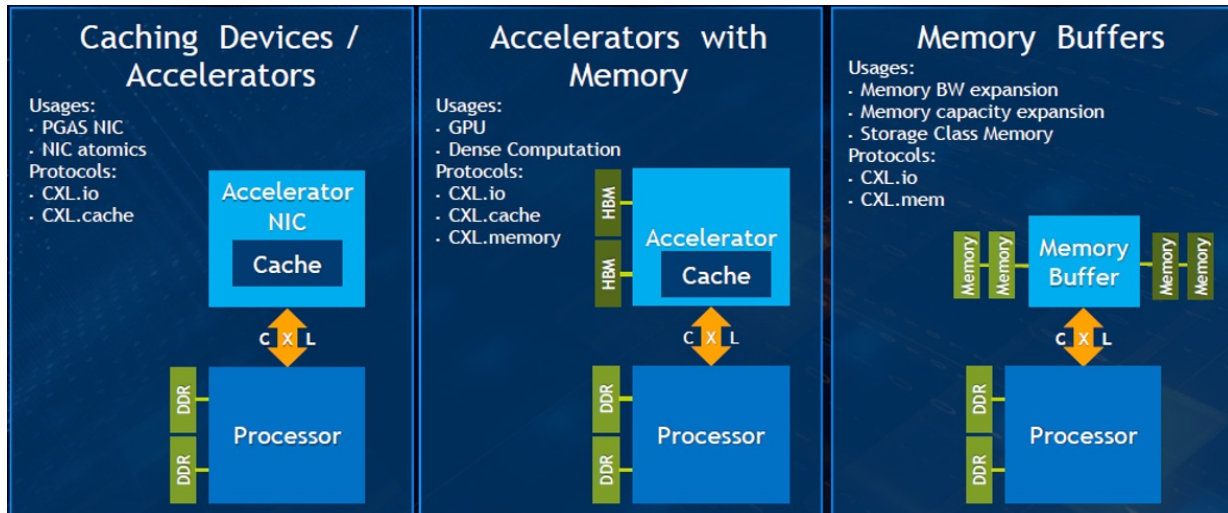 Caching Devices /
Accelerators
Usages:
· PGAS NIC
· NIC atomics
Protocols:
· CXL.io
· CXL.cache
Accelerator
NIC
Cache
C X L
DDR
DDR
Processor
Accelerators with
Memory
Usages:
· GPU
· Dense Computation
Protocols:
· CXL.io
· CXL.cache
· CXL.memory
HBM
HBM
Accelerator
Cache
C X L
DDR
DDR
Processor
Memory Buffers
Usages:
· Memory BW expansion
· Memory capacity expansion
· Storage Class Memory
Protocols:
· CXL.io
· CXL.mem
Memory
Memory
Memory
Buffer
Memory
Memory
C X L
DDR
DDR
Processor